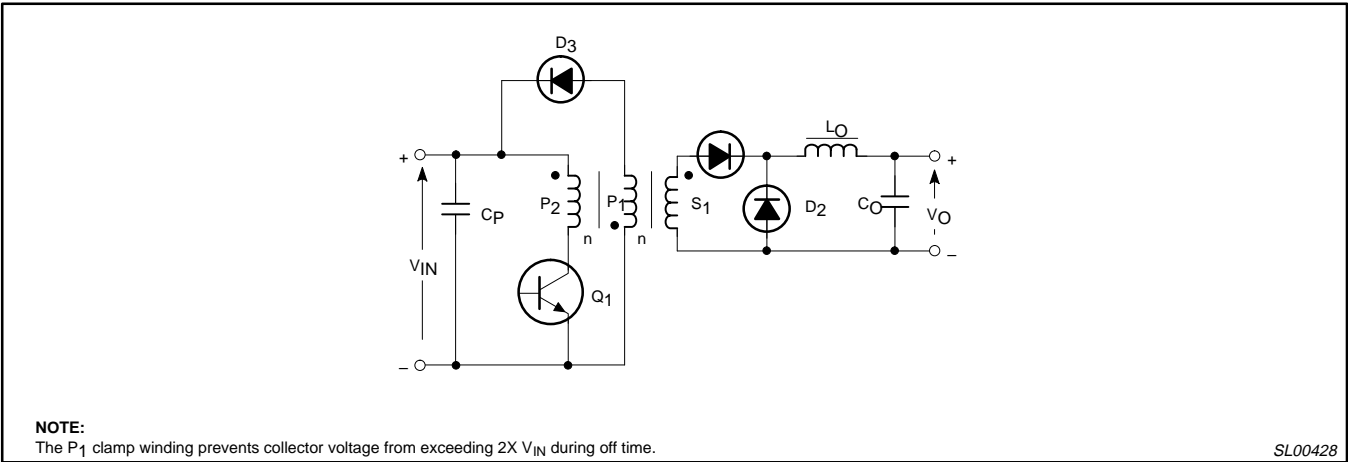 D3
LO
+
+
P2
P1
S1
CP
D2
CO
VO
n
n
–
VIN
Q1
–
NOTE:
The P1 clamp winding prevents collector voltage from exceeding 2X VIN during off time.
SL00428